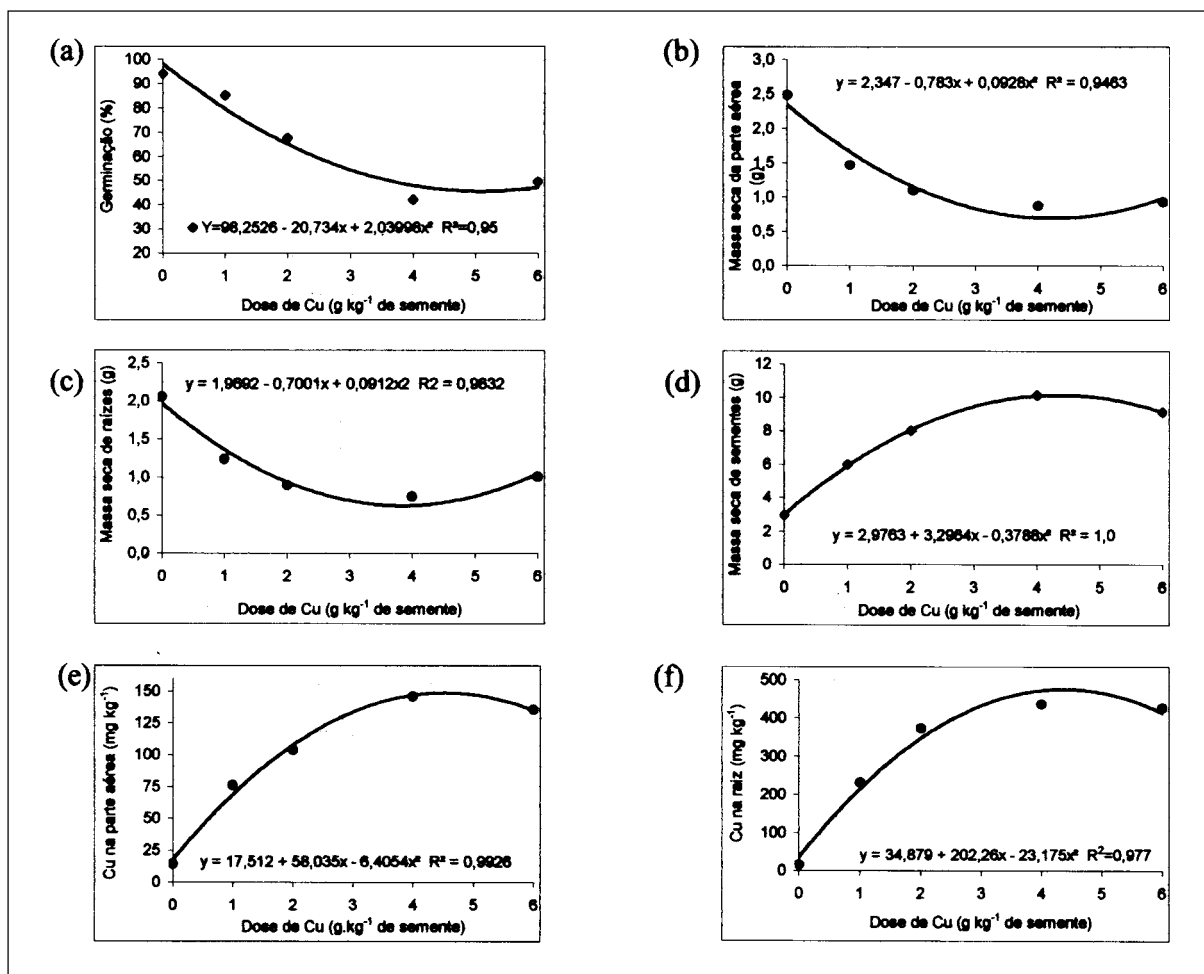 (a)
100
90
80
70
60
50
40
30
20
Germinação (%)
Y=98,2526 - 20,734x + 2,03998x² R²=0,95
0 1 2 3 4 5 6
Dose de Cu (g kg⁻¹ de semente)
(b)
3,0
2,5
2,0
1,5
1,0
0,5
0,0
Massa seca da parte aérea
(g)
y = 2,347 - 0,783x + 0,0928x² R² = 0,9463
0 1 2 3 4 5 6
Dose de Cu (g kg⁻¹ de semente)
(c)
2,5
2,0
1,5
1,0
0,5
0,0
Massa seca de raízes (g)
y = 1,9692 - 0,7001x + 0,0912x2 R2 = 0,9632
0 1 2 3 4 5 6
Dose de Cu (g kg⁻¹ de semente)
(d)
12
10
8
6
4
2
0
Massa seca de sementes (g)
y = 2,9763 + 3,2964x - 0,3788x² R² = 1,0
0 1 2 3 4 5 6
Dose de Cu (g kg⁻¹ de semente)
(e)
150
125
100
75
50
25
0
Cu na parte aérea (mg kg⁻¹)
y = 17,512 + 58,035x - 6,4054x² R² = 0,9926
0 1 2 3 4 5 6
Dose de Cu (g.kg⁻¹ de semente)
(f)
500
400
300
200
100
0
Cu na raiz (mg kg⁻¹)
y = 34,879 + 202,26x - 23,175x² R²=0,977
0 1 2 3 4 5 6
Dose de Cu (g kg⁻¹ de semente)